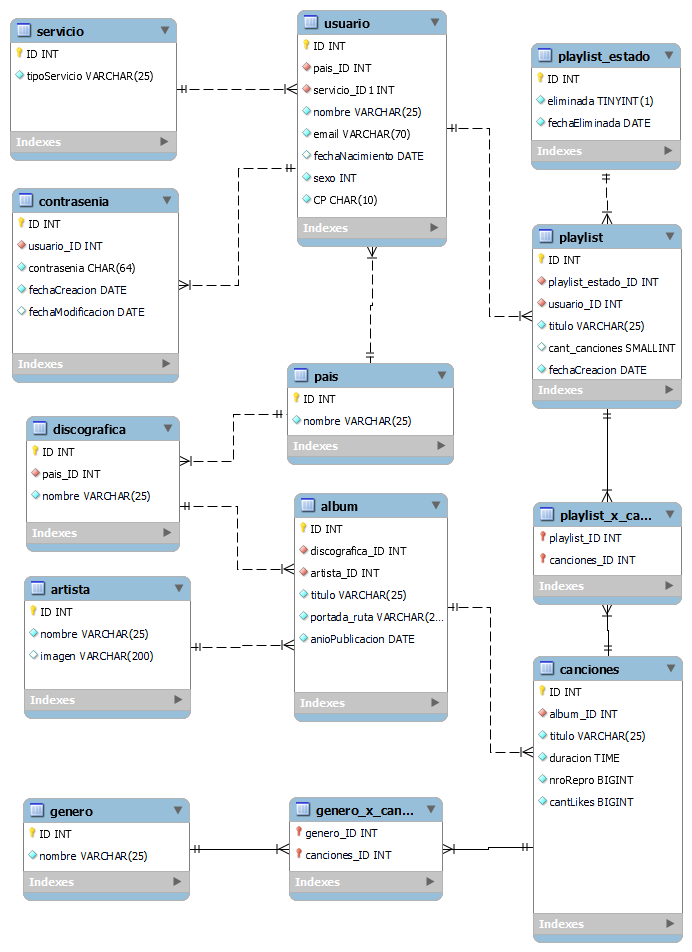 servicio
ID INT
tipoServicio VARCHAR(25)
Indexes
usuario
ID INT
pais_ID INT
servicio_ID1 INT
nombre VARCHAR(25)
email VARCHAR(70)
fechaNacimiento DATE
sexo INT
CP CHAR(10)
Indexes
playlist_estado
ID INT
eliminada TINYINT(1)
fechaEliminada DATE
Indexes
contrasenia
ID INT
usuario_ID INT
contrasenia CHAR(64)
fechaCreacion DATE
fechaModificacion DATE
Indexes
playlist
ID INT
playlist_estado_ID INT
usuario_ID INT
titulo VARCHAR(25)
cant_canciones SMALLINT
fechaCreacion DATE
Indexes
pais
ID INT
nombre VARCHAR(25)
Indexes
discografica
ID INT
pais_ID INT
nombre VARCHAR(25)
Indexes
album
ID INT
discografica_ID INT
artista_ID INT
titulo VARCHAR(25)
portada_ruta VARCHAR(2...
anioPublicacion DATE
Indexes
playlist_x_ca...
playlist_ID INT
canciones_ID INT
Indexes
artista
ID INT
nombre VARCHAR(25)
imagen VARCHAR(200)
Indexes
canciones
ID INT
album_ID INT
titulo VARCHAR(25)
duracion TIME
nroRepro BIGINT
cantLikes BIGINT
Indexes
genero
ID INT
nombre VARCHAR(25)
Indexes
genero_x_can...
genero_ID INT
canciones_ID INT
Indexes